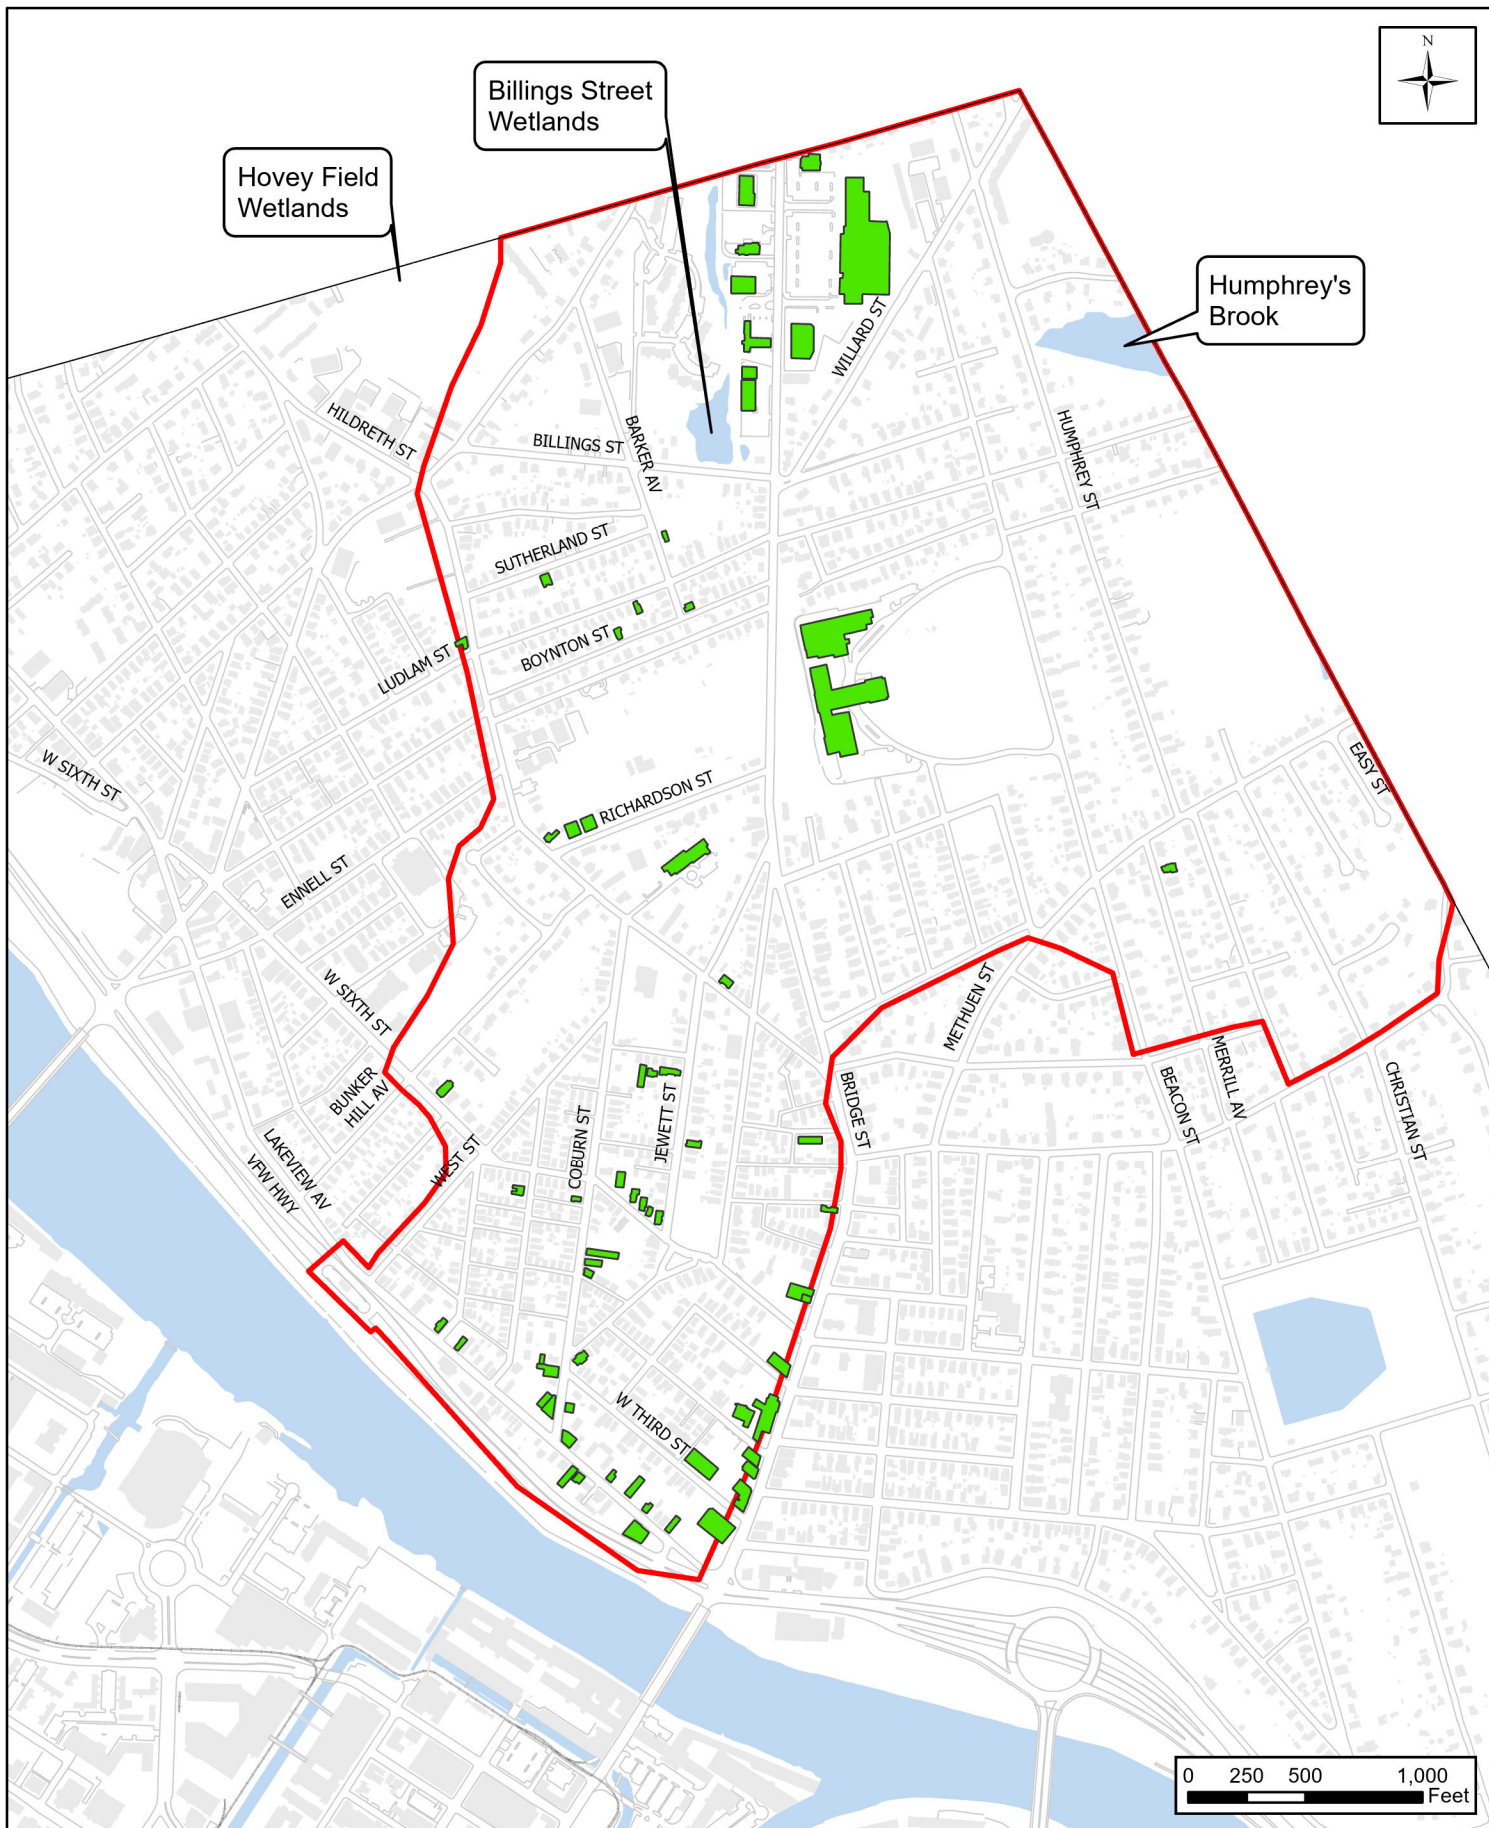 N
Billings Street
Wetlands
Hovey Field
Wetlands
Humphrey's
Brook
WILLARD ST
HILDRETH ST
BILLINGS ST
BARKER AV
HUMPHREY ST
SUTHERLAND ST
BOYNTON ST
LUDLAM ST
W SIXTH ST
EASY ST
RICHARDSON ST
ENNELL ST
W SIXTH ST
METHUEN ST
BUNKER
HILL AV
BRIDGE ST
MERRILL AV
BEACON ST
CHRISTIAN ST
JEWETT ST
COBURN ST
WEST ST
LAKEVIEW AV
VFW HWY
W THIRD ST
0 250 500 1,000
Feet